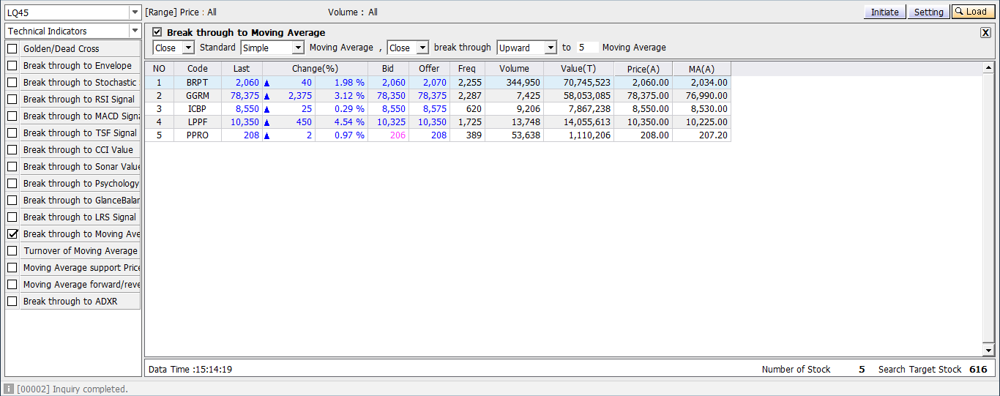 LQ45 [Range] Price : All Volume : All Initiate Setting Load
Technical Indicators
Golden/Dead Cross
Break through to Envelope
Break through to Stochastic
Break through to RSI Signal
Break through to MACD Signa
Break through to TSF Signal
Break through to CCI Value
Break through to Sonar Value
Break through to Psychology
Break through to GlanceBalar
Break through to LRS Signal
Break through to Moving Ave
Turnover of Moving Average
Moving Average support Price
Moving Average forward/reve
Break through to ADXR
Break through to Moving Average X
Close Standard Simple Moving Average , Close break through Upward to 5 Moving Average
NO Code Last Change(%) Bid Offer Freq Volume Value(T) Price(A) MA(A)
1 BRPT 2,060 ▲ 40 1.98 % 2,060 2,070 2,255 344,950 70,745,523 2,060.00 2,034.00
2 GGRM 78,375 ▲ 2,375 3.12 % 78,350 78,375 2,287 7,425 58,053,085 78,375.00 76,990.00
3 ICBP 8,550 ▲ 25 0.29 % 8,550 8,575 620 9,206 7,867,238 8,550.00 8,530.00
4 LPPF 10,350 ▲ 450 4.54 % 10,325 10,350 1,725 13,748 14,055,613 10,350.00 10,225.00
5 PPRO 208 ▲ 2 0.97 % 206 208 389 53,638 1,110,206 208.00 207.20
Data Time :15:14:19 Number of Stock 5 Search Target Stock 616
[00002] Inquiry completed.